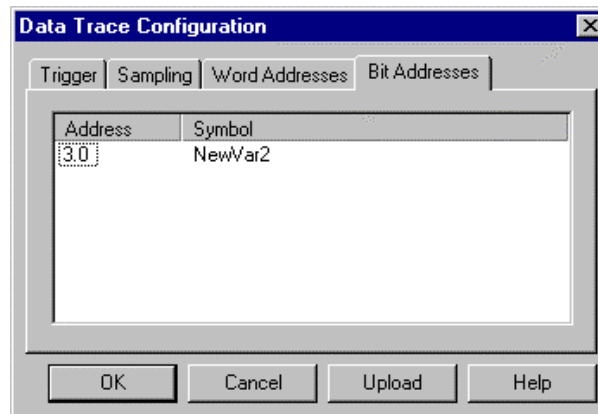 Data Trace Configuration
Trigger Sampling Word Addresses Bit Addresses
Address Symbol
3.0 NewVar2
OK Cancel Upload Help